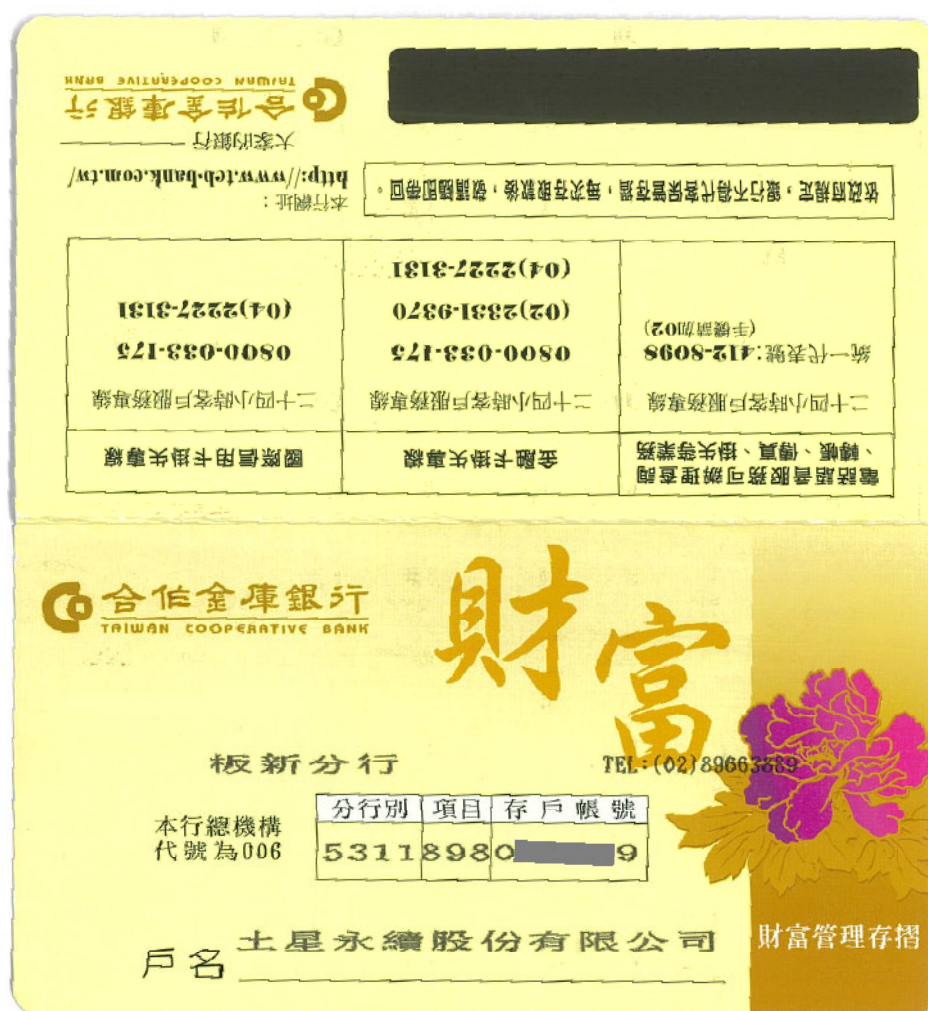 電話語音服務可辦理查詢
、轉帳、傳真、掛失等業務
二十四小時客戶服務專線
統一代表號:412-8098
(手機請加02)
金融卡掛失專線
二十四小時客戶服務專線
0800-033-175
(02)2331-9370
(04)2227-3131
國際信用卡掛失專線
二十四小時客戶服務專線
0800-033-175
(04)2227-3131
依政府規定，銀行不得代客保管存摺，每次存取款後，敬請隨即帶回。
本行網址：
http://www.tcb-bank.com.tw/
大家的銀行
合作金庫銀行
TAIWAN COOPERATIVE BANK
合作金庫銀行
TAIWAN COOPERATIVE BANK
財富
板新分行 TEL:(02)89663889
本行總機構
代號為006
分行別 項目 存戶帳號
5311 898 0 9
戶名 土星永續股份有限公司
財富管理存摺